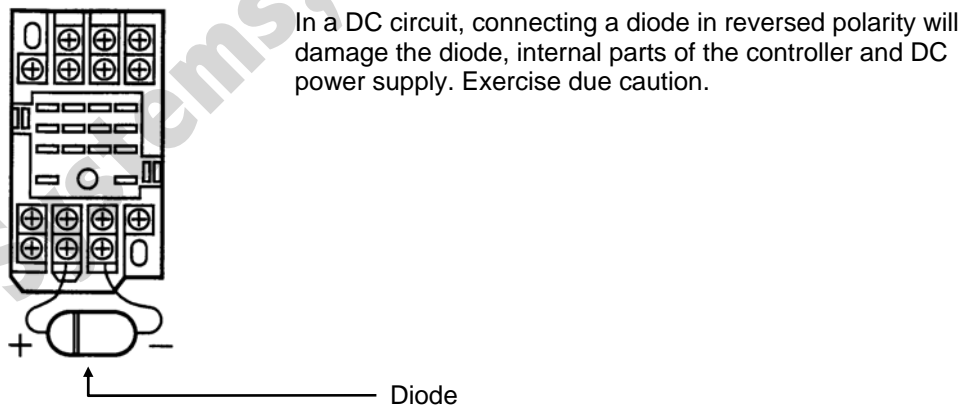 In a DC circuit, connecting a diode in reversed polarity will
damage the diode, internal parts of the controller and DC
power supply. Exercise due caution.
+ −
Diode